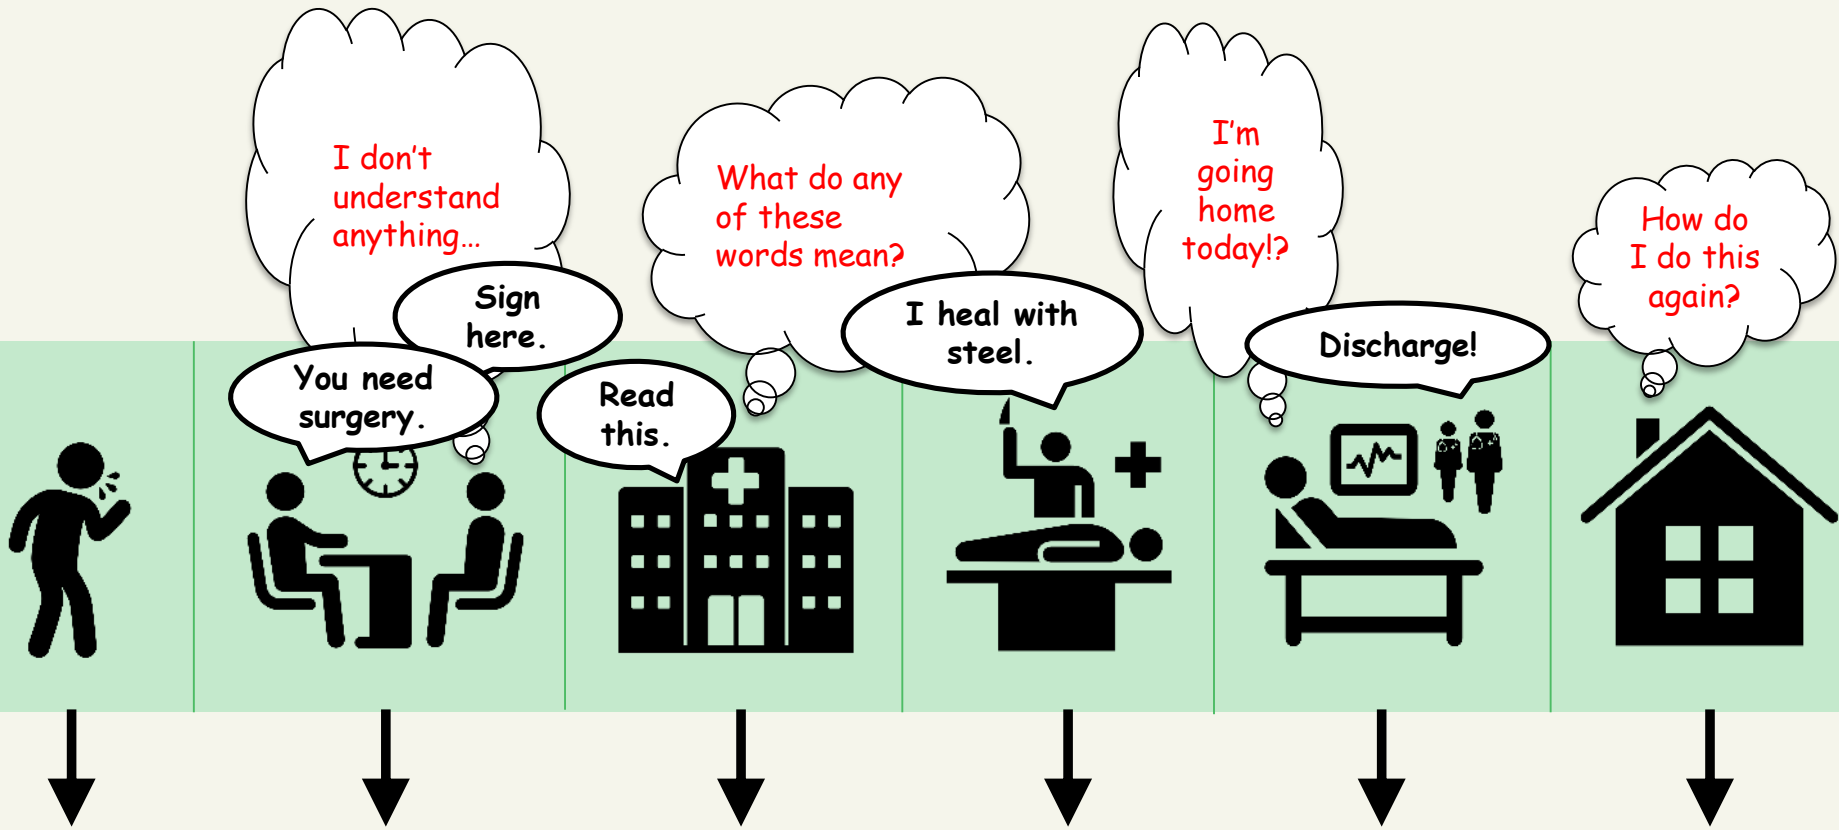 I don't
understand
anything...
Sign
here.
You need
surgery.
What do any
of these
words mean?
Read
this.
I heal with
steel.
I'm
going
home
today!?
Discharge!
How do
I do this
again?